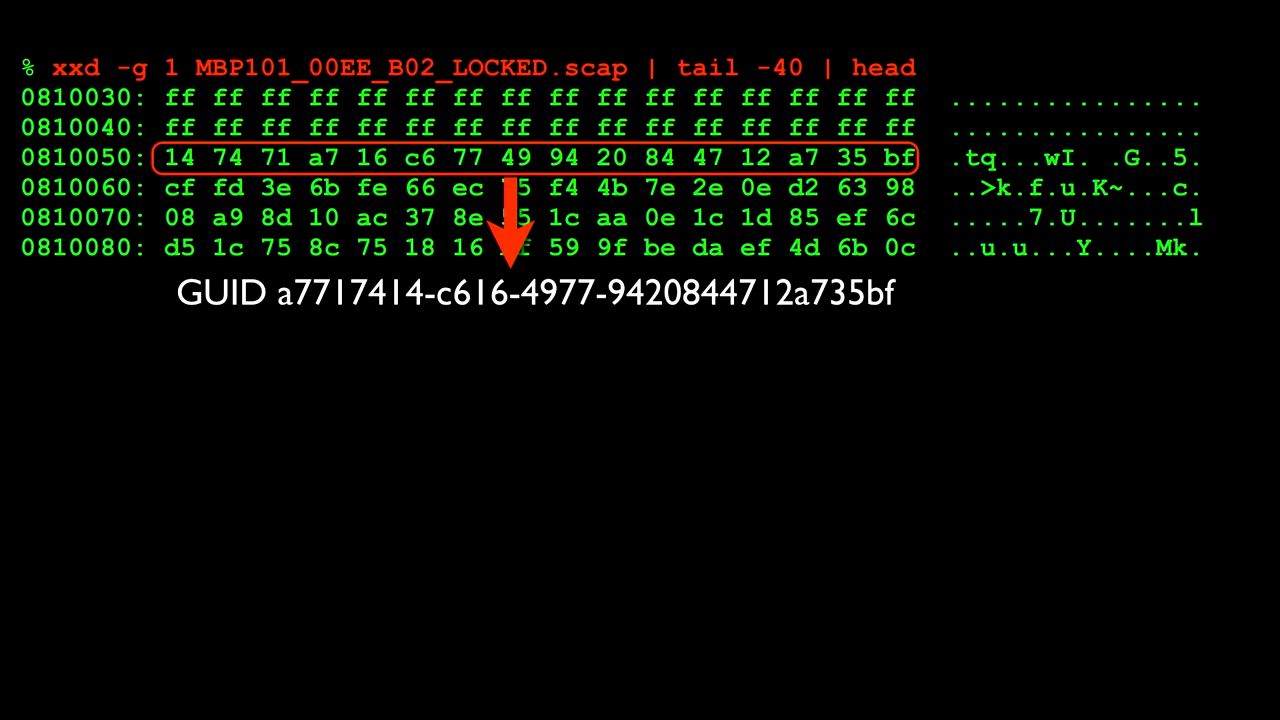 % xxd -g 1 MBP101_00EE_B02_LOCKED.scap | tail -40 | head
0810030: ff ff ff ff ff ff ff ff ff ff ff ff ff ff ff ff ................
0810040: ff ff ff ff ff ff ff ff ff ff ff ff ff ff ff ff ................
0810050: 14 74 71 a7 16 c6 77 49 94 20 84 47 12 a7 35 bf .tq...wI. .G..5.
0810060: cf fd 3e 6b fe 66 ec f4 4b 7e 2e 0e d2 63 98 ..>k.f.u.K~...c.
0810070: 08 a9 8d 10 ac 37 8e 1c aa 0e 1c 1d 85 ef 6c .....7.U.......l
0810080: d5 1c 75 8c 75 18 16 59 9f be da ef 4d 6b 0c ..u.u...Y....Mk.
GUID a7717414-c616-4977-9420844712a735bf